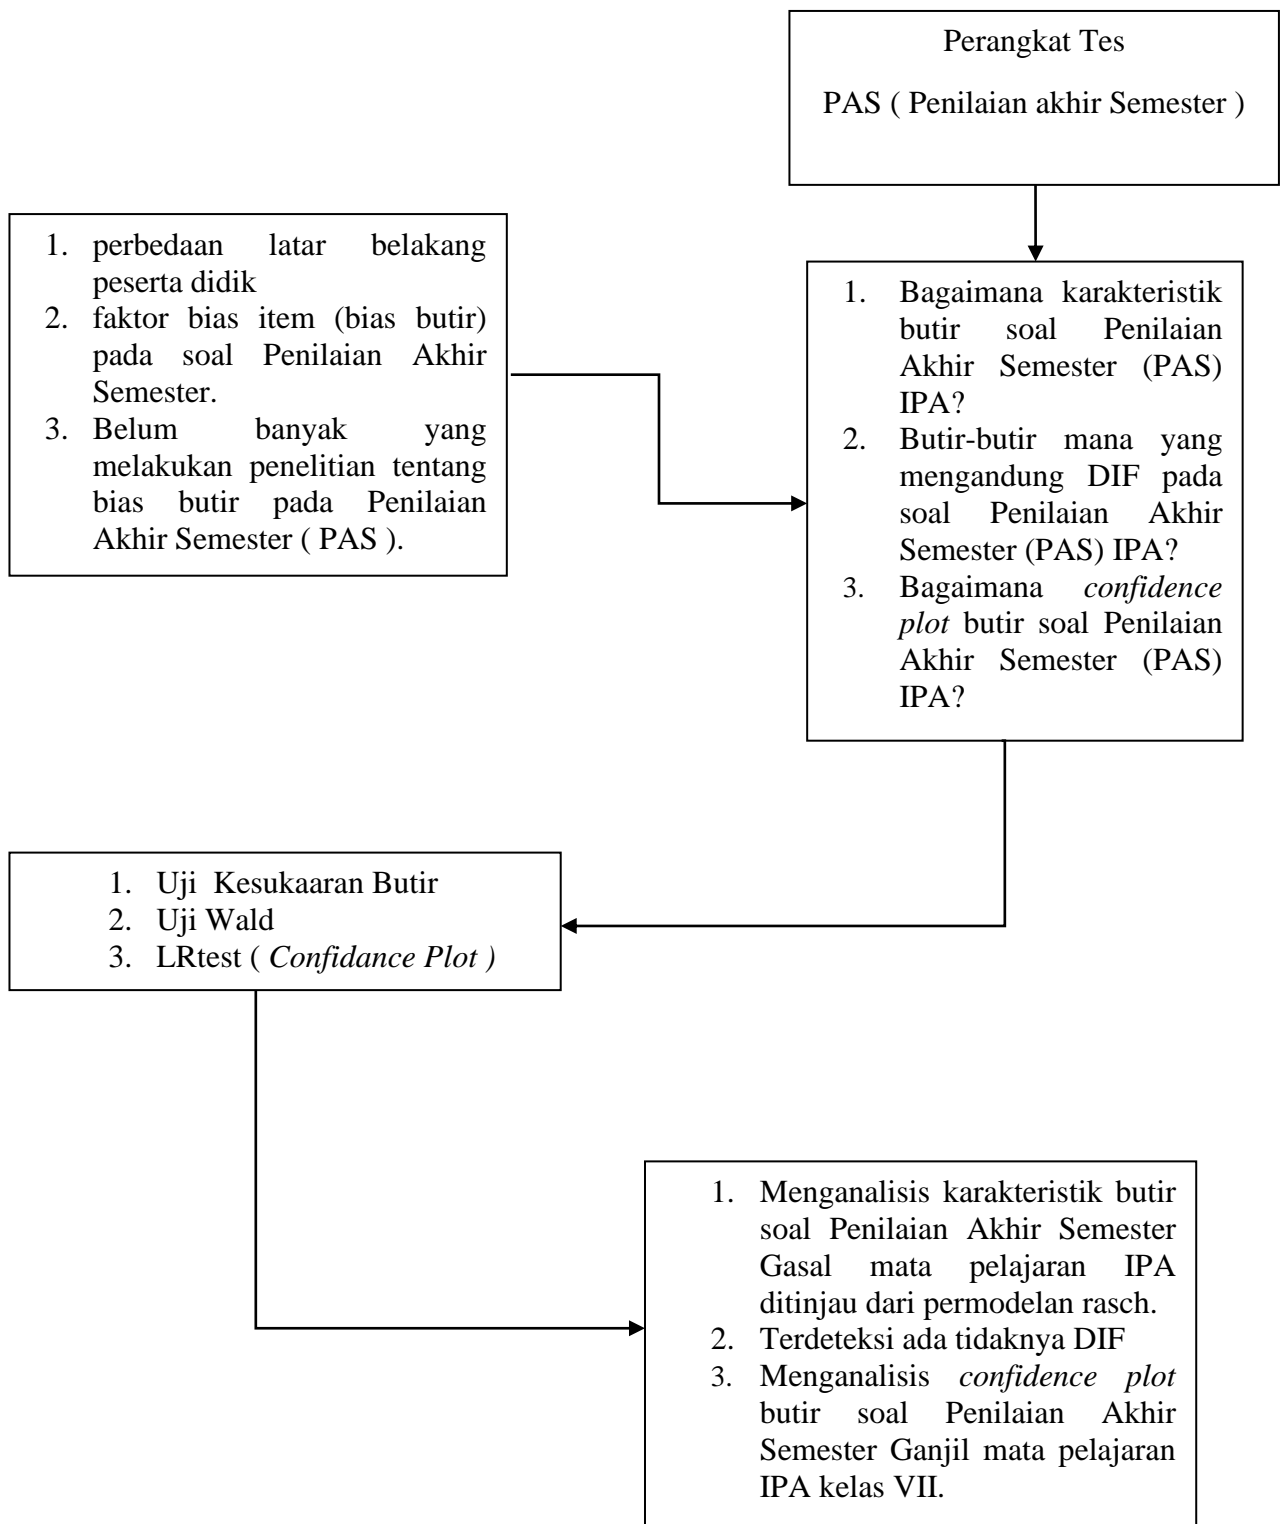 Perangkat Tes
PAS ( Penilaian akhir Semester )
1. perbedaan latar belakang
peserta didik
2. faktor bias item (bias butir)
pada soal Penilaian Akhir
Semester.
3. Belum banyak yang
melakukan penelitian tentang
bias butir pada Penilaian
Akhir Semester ( PAS ).
1. Bagaimana karakteristik
butir soal Penilaian
Akhir Semester (PAS)
IPA?
2. Butir-butir mana yang
mengandung DIF pada
soal Penilaian Akhir
Semester (PAS) IPA?
3. Bagaimana confidence
plot butir soal Penilaian
Akhir Semester (PAS)
IPA?
1. Uji Kesukaaran Butir
2. Uji Wald
3. LRtest ( Confidance Plot )
1. Menganalisis karakteristik butir
soal Penilaian Akhir Semester
Gasal mata pelajaran IPA
ditinjau dari permodelan rasch.
2. Terdeteksi ada tidaknya DIF
3. Menganalisis confidence plot
butir soal Penilaian Akhir
Semester Ganjil mata pelajaran
IPA kelas VII.